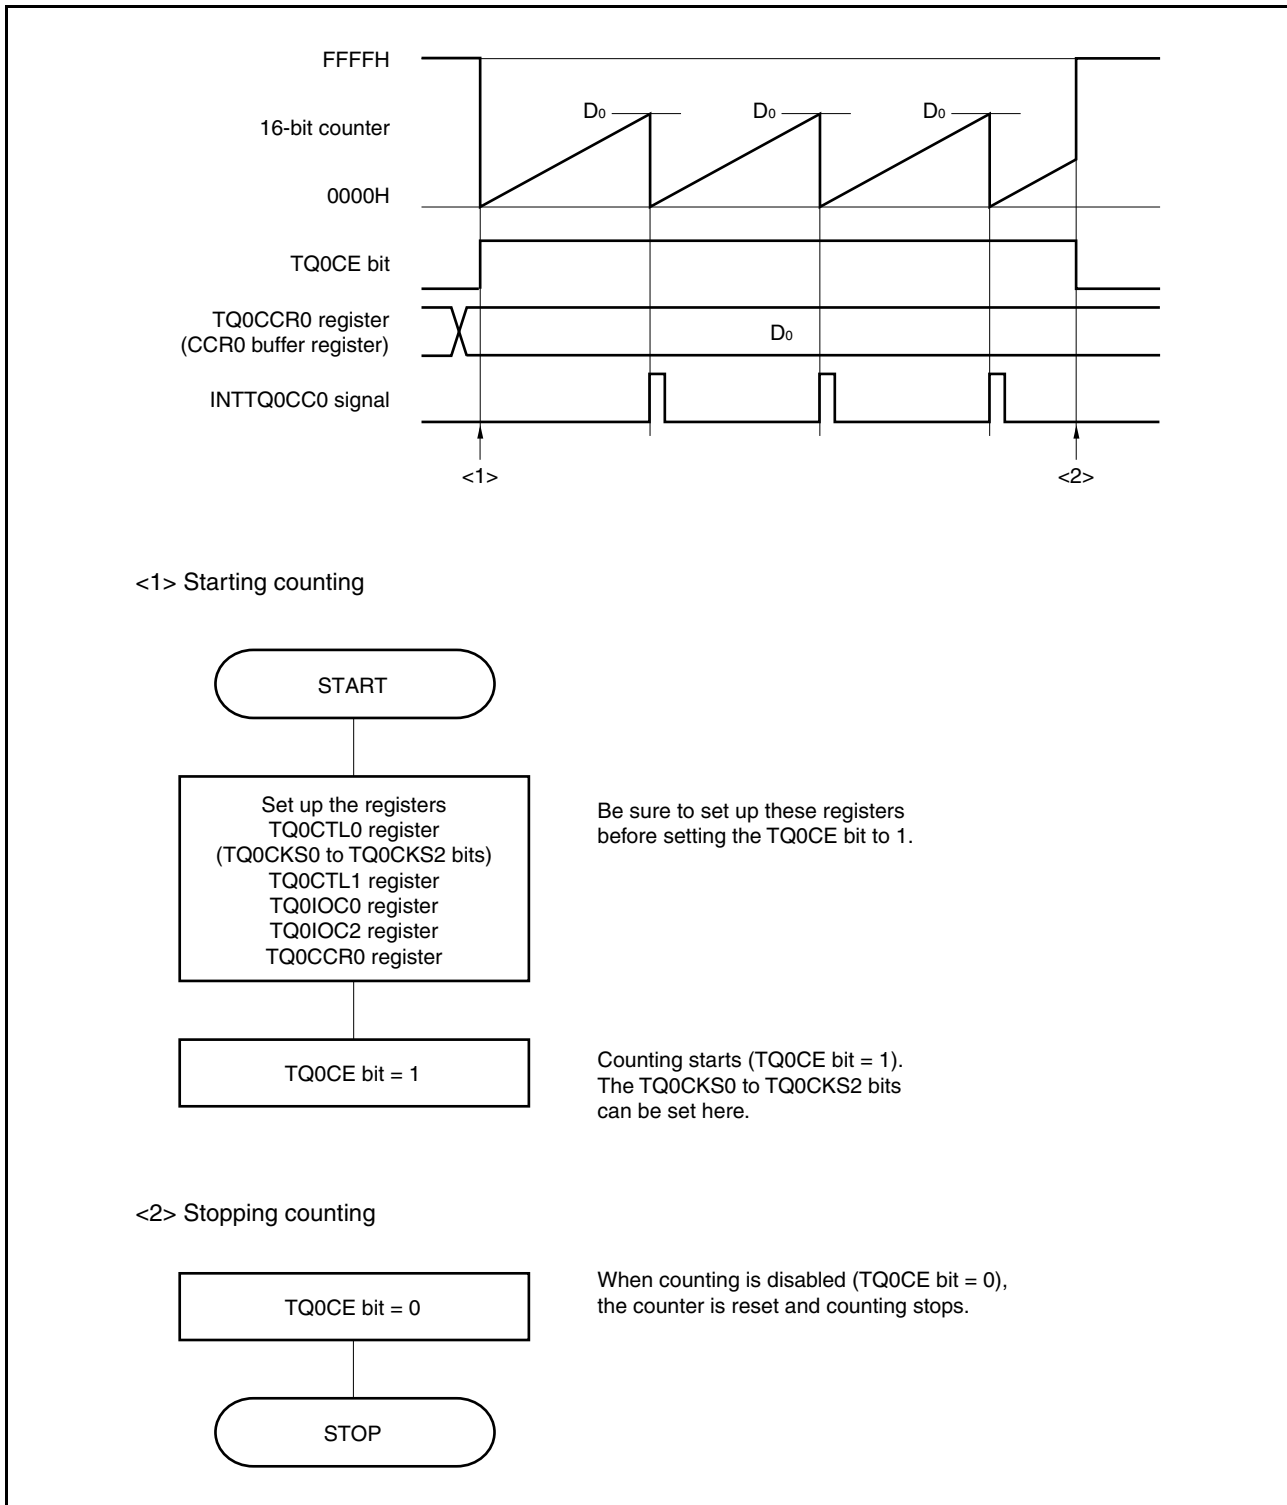 FFFFH
D0 D0 D0
16-bit counter
0000H
TQ0CE bit
TQ0CCR0 register
(CCR0 buffer register)
D0
INTTQ0CC0 signal
<1> <2>
<1> Starting counting
START
Set up the registers
TQ0CTL0 register
(TQ0CKS0 to TQ0CKS2 bits)
TQ0CTL1 register
TQ0IOC0 register
TQ0IOC2 register
TQ0CCR0 register
Be sure to set up these registers
before setting the TQ0CE bit to 1.
TQ0CE bit = 1
Counting starts (TQ0CE bit = 1).
The TQ0CKS0 to TQ0CKS2 bits
can be set here.
<2> Stopping counting
TQ0CE bit = 0
When counting is disabled (TQ0CE bit = 0),
the counter is reset and counting stops.
STOP